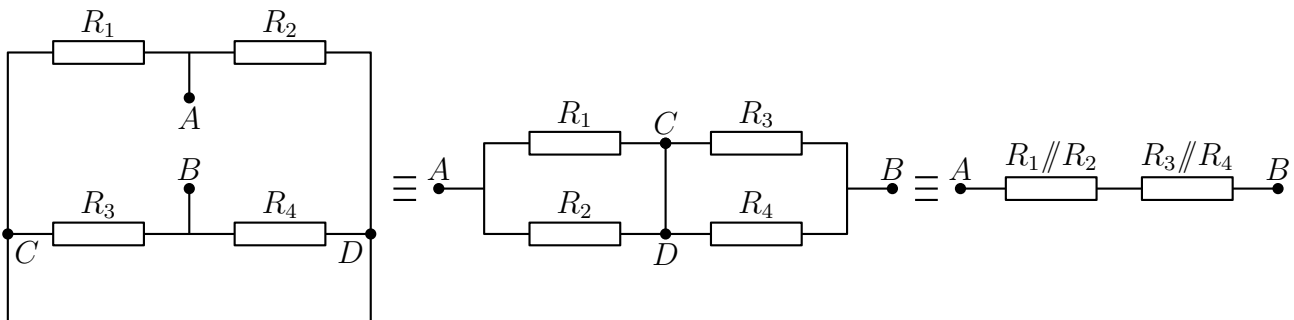 R₁ R₂
A
B
R₃ R₄
C D
≡
A
R₁ C R₃
R₂ D R₄
B
≡
A R₁∥R₂ R₃∥R₄ B